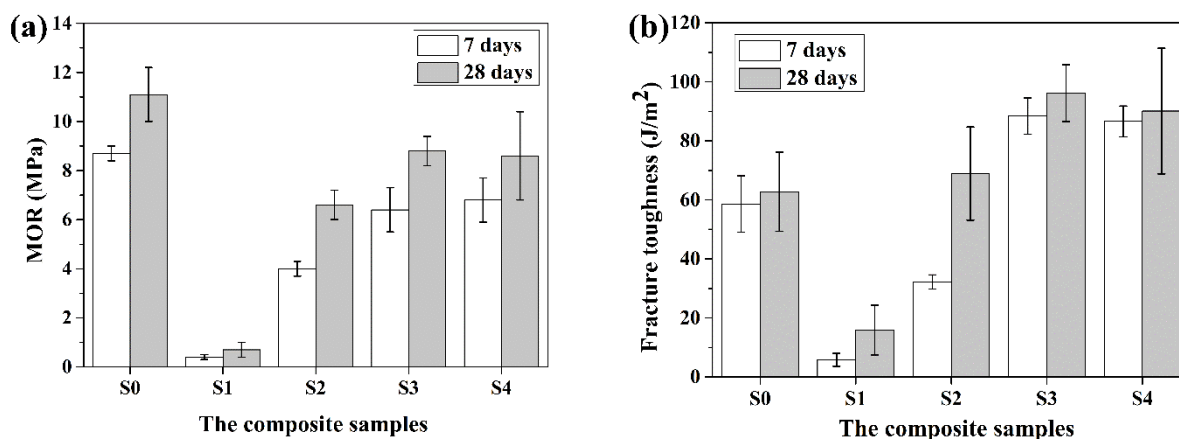 (a)
MOR (MPa)
14
12
10
8
6
4
2
0
7 days
28 days
S0 S1 S2 S3 S4
The composite samples
(b)
Fracture toughness (J/m²)
120
100
80
60
40
20
0
7 days
28 days
S0 S1 S2 S3 S4
The composite samples